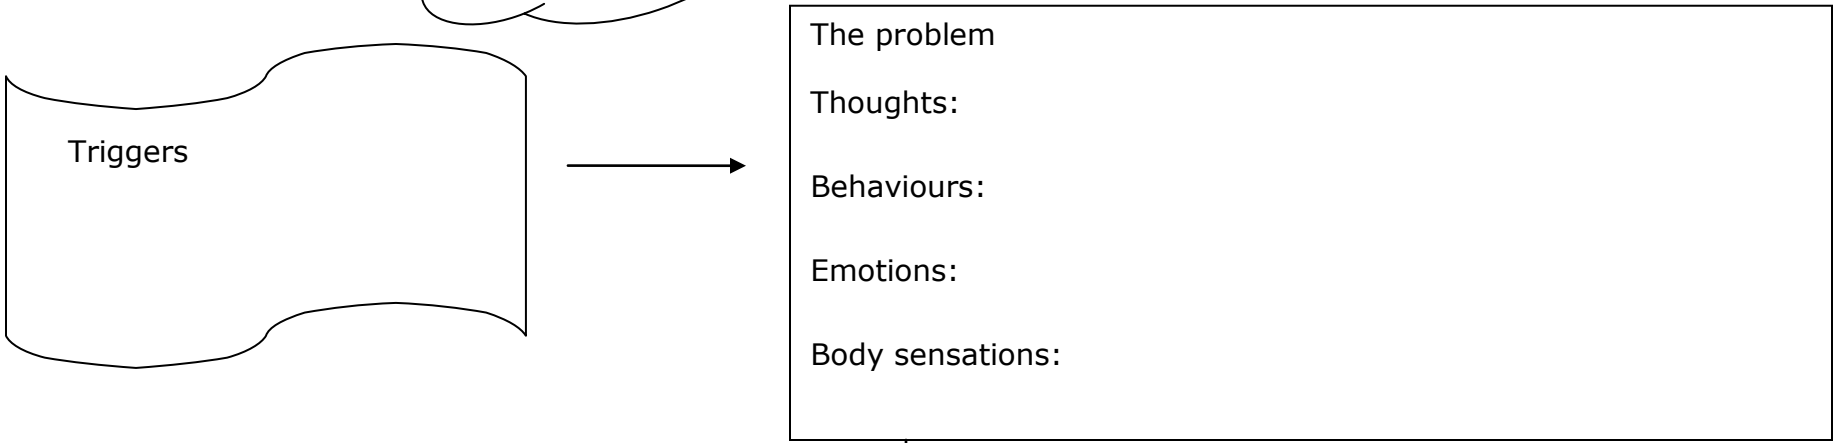 Triggers
The problem
Thoughts:
Behaviours:
Emotions:
Body sensations: